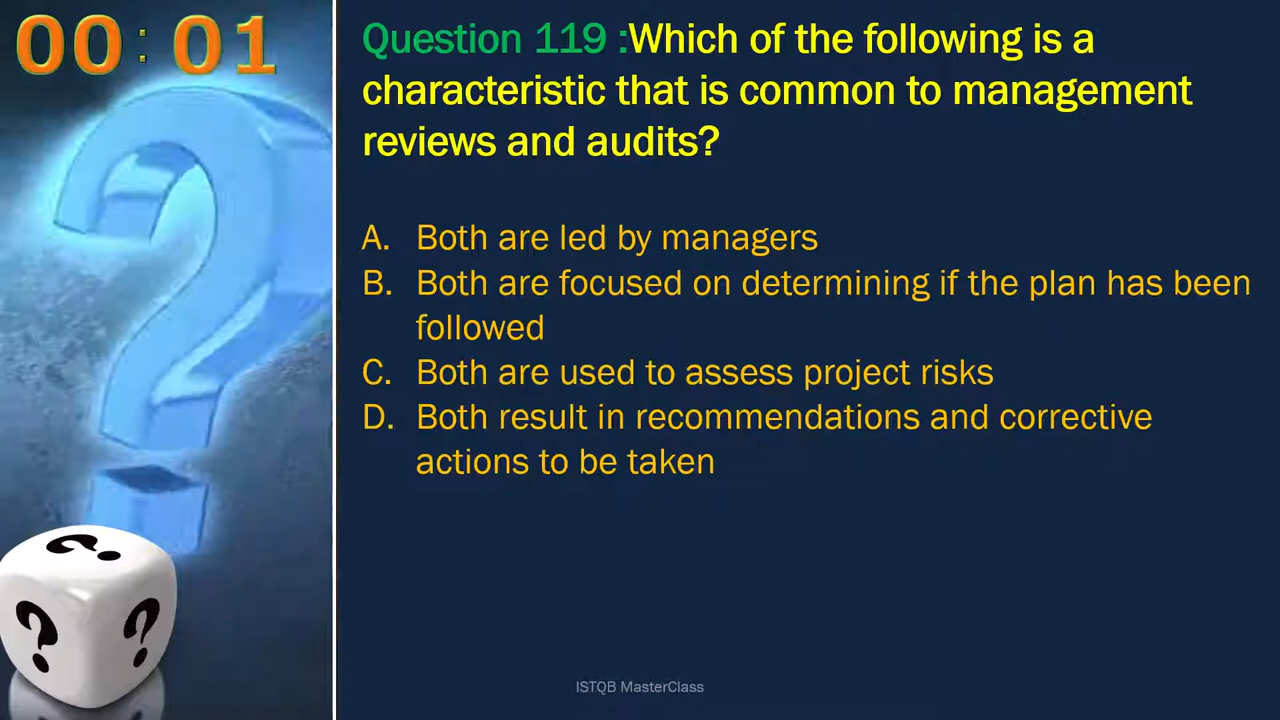 00:01
Question 119 :Which of the following is a
characteristic that is common to management
reviews and audits?
A. Both are led by managers
B. Both are focused on determining if the plan has been
followed
C. Both are used to assess project risks
D. Both result in recommendations and corrective
actions to be taken
? ? ?
ISTQB MasterClass